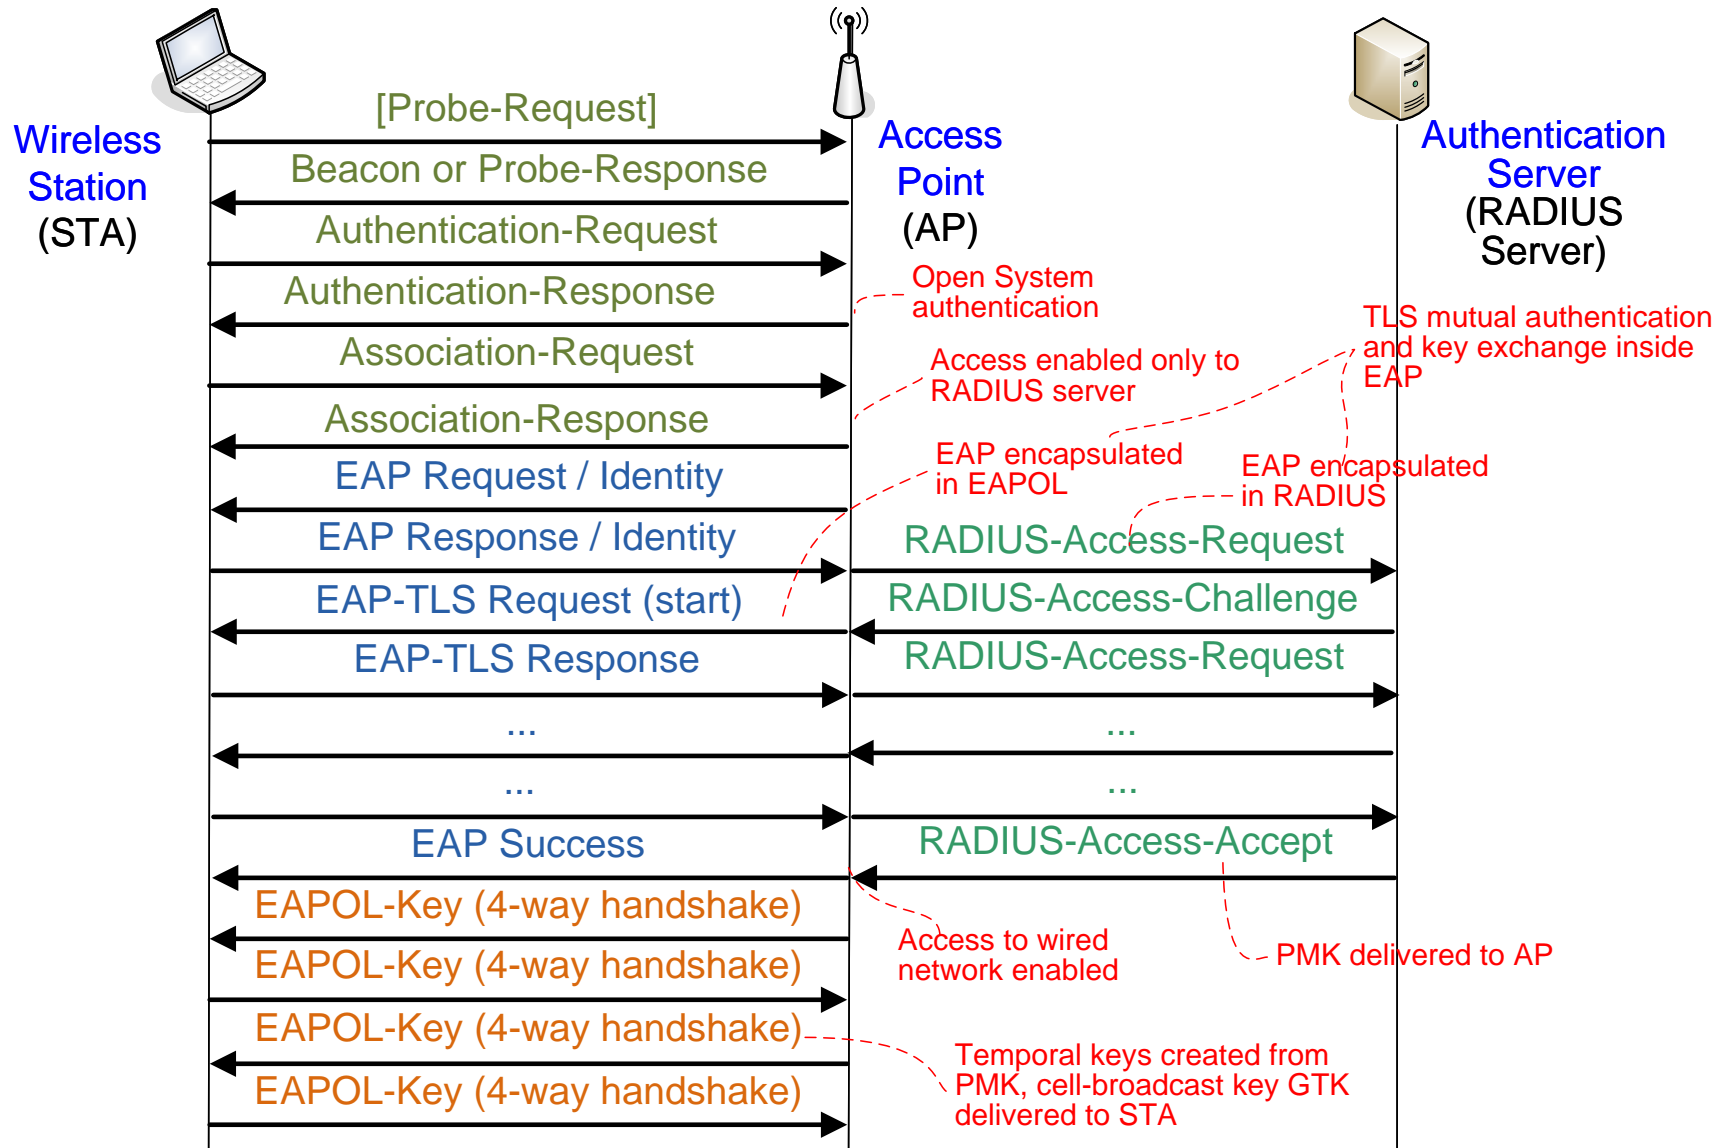 [Probe-Request]
Wireless
Station
(STA)
Access
Point
(AP)
Authentication
Server
(RADIUS
Server)
Beacon or Probe-Response
Authentication-Request
Authentication-Response
Open System
authentication
TLS mutual authentication
and key exchange inside
EAP
Association-Request
Access enabled only to
RADIUS server
Association-Response
EAP Request / Identity
EAP encapsulated
in EAPOL
EAP encapsulated
in RADIUS
EAP Response / Identity
RADIUS-Access-Request
EAP-TLS Request (start)
RADIUS-Access-Challenge
EAP-TLS Response
RADIUS-Access-Request
...
...
...
...
EAP Success
RADIUS-Access-Accept
EAPOL-Key (4-way handshake)
Access to wired
network enabled
PMK delivered to AP
EAPOL-Key (4-way handshake)
EAPOL-Key (4-way handshake)
Temporal keys created from
PMK, cell-broadcast key GTK
delivered to STA
EAPOL-Key (4-way handshake)